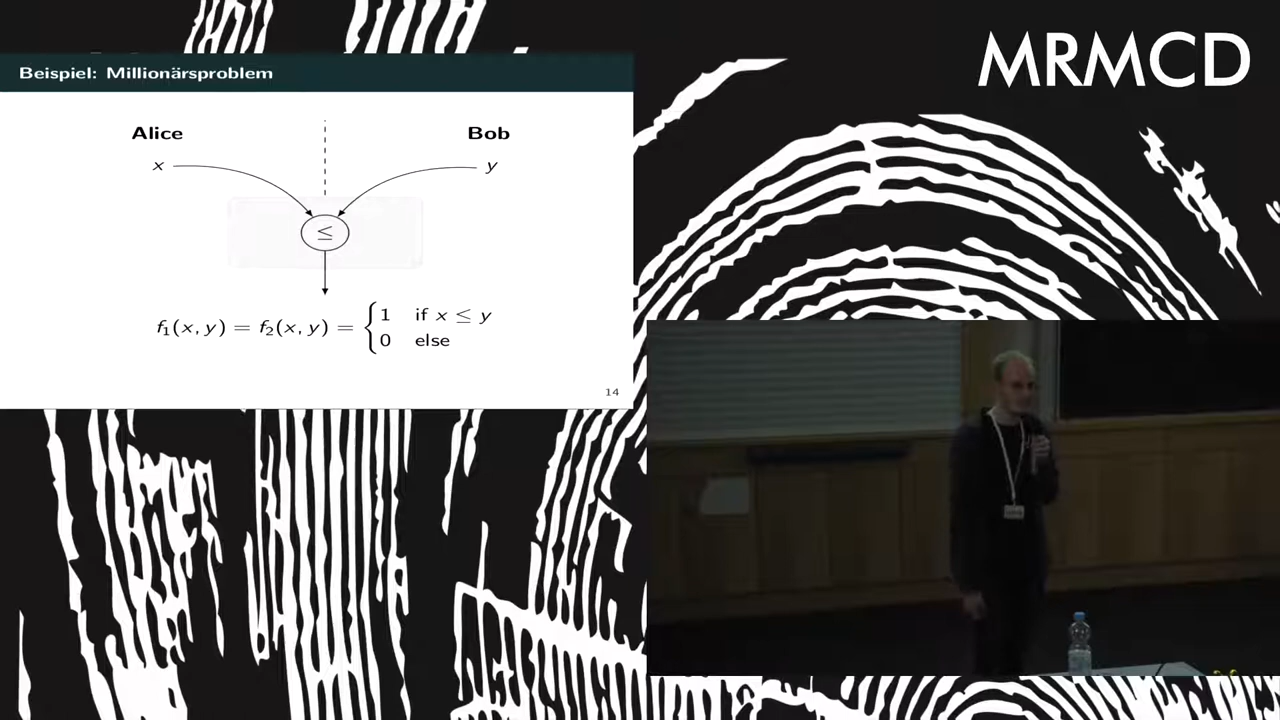 MRMCD
Beispiel: Millionärsproblem
Alice Bob
x y
≤
f₁(x, y) = f₂(x, y) = { 1 if x ≤ y
0 else
14